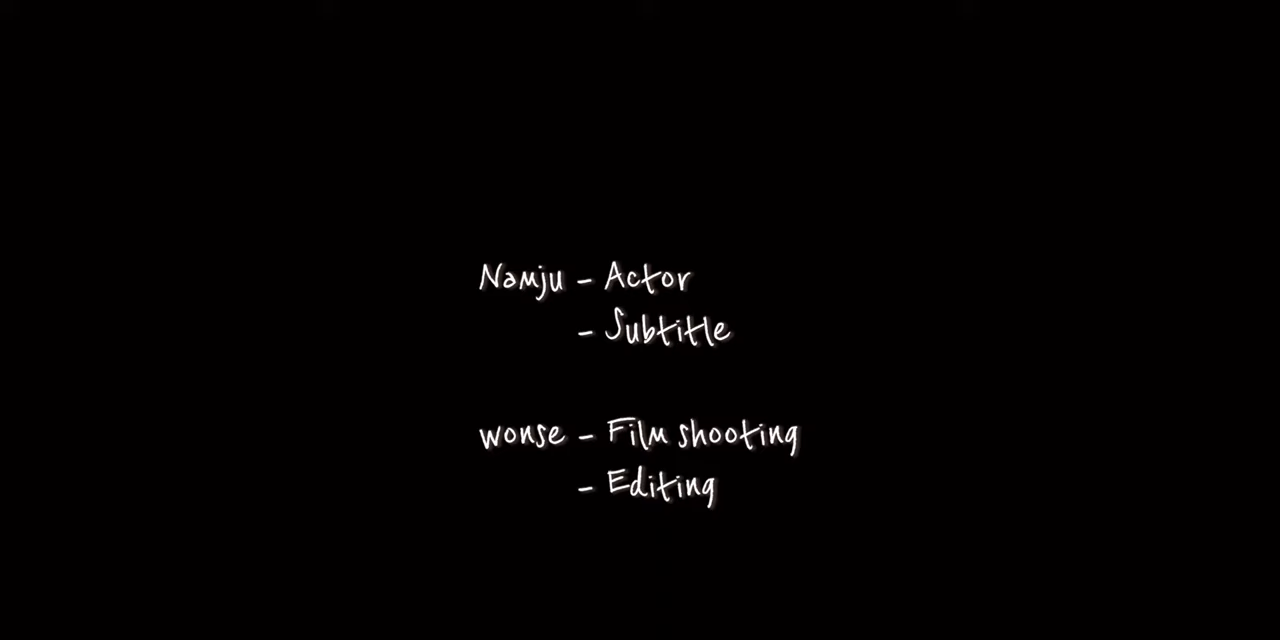 Namju - Actor
- Subtitle
wonse - Film shooting
- Editing